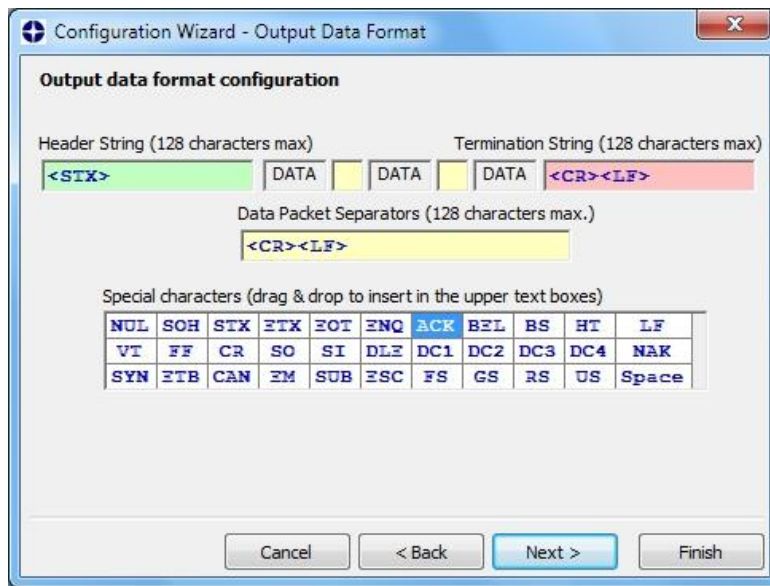 Configuration Wizard - Output Data Format
Output data format configuration
Header String (128 characters max) Termination String (128 characters max)
<STX> DATA DATA DATA <CR><LF>
Data Packet Separators (128 characters max.)
<CR><LF>
Special characters (drag & drop to insert in the upper text boxes)
NUL SOH STX ETX EOT ENQ ACK BEL BS HT LF
VT FF CR SO SI DLE DC1 DC2 DC3 DC4 NAK
SYN ETB CAN EM SUB ESC FS GS RS US Space
Cancel < Back Next > Finish